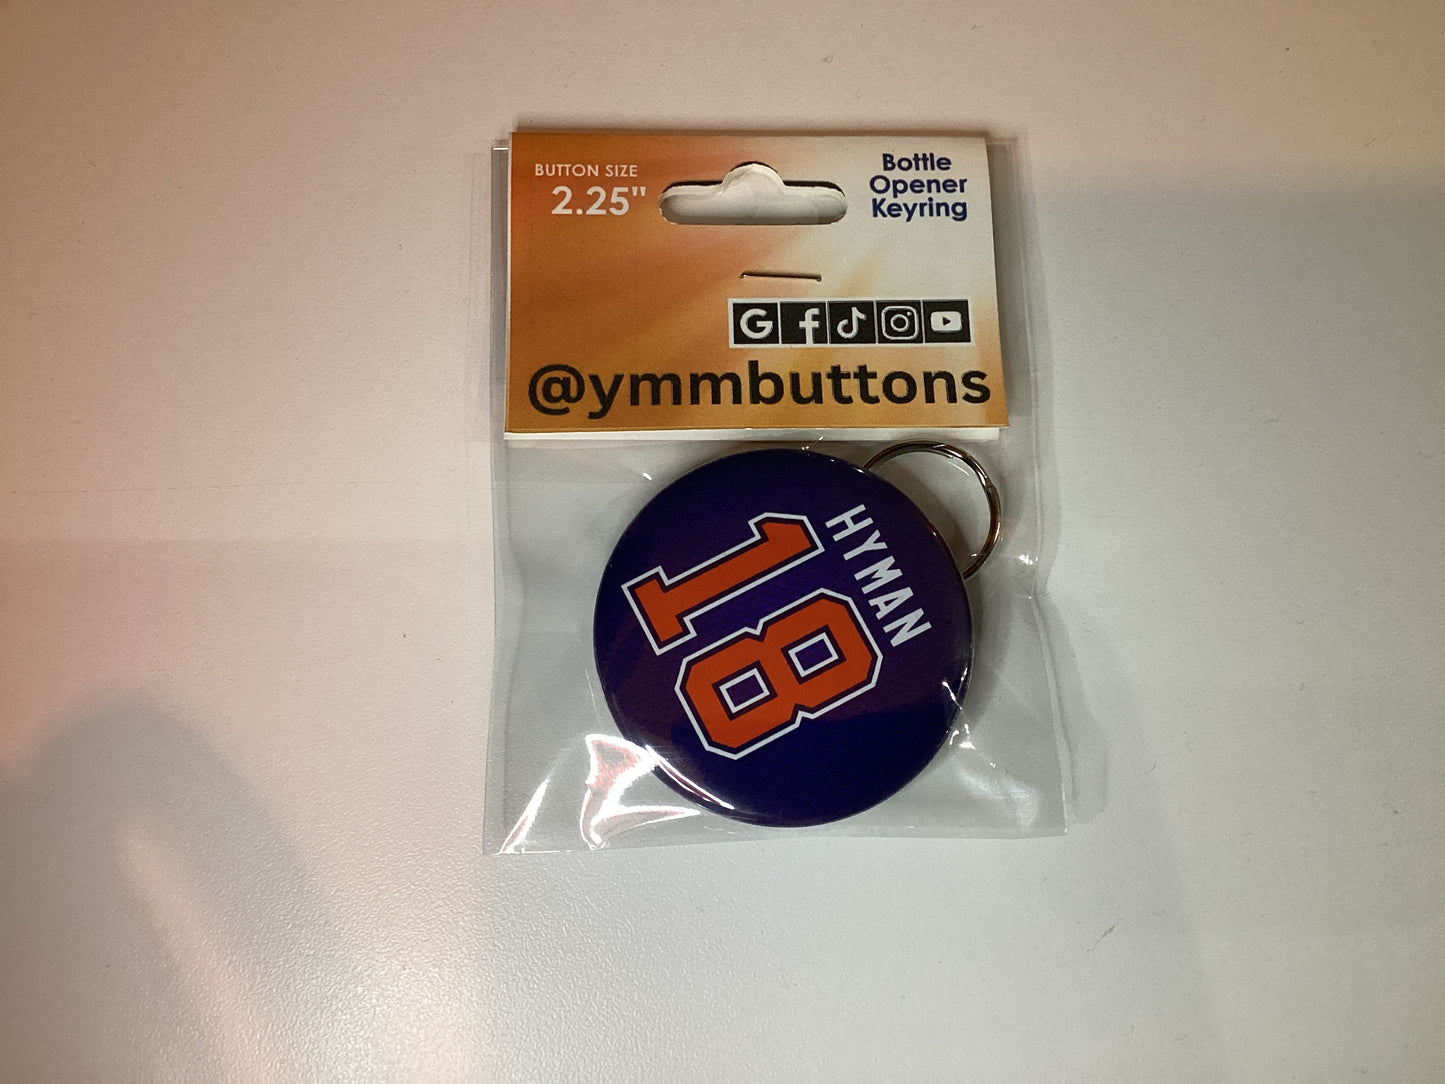 BUTTON SIZE
2.25"
Bottle
Opener
Keyring
@ymmbuttons
HYMAN
18